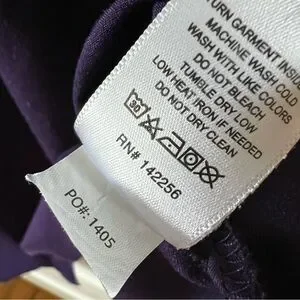 TURN GARMENT INSIDE
MACHINE WASH COLD
WASH WITH LIKE COLORS
DO NOT BLEACH
TUMBLE DRY LOW
LOW HEAT IRON IF NEEDED
DO NOT DRY CLEAN
30
RN# 142256
PO#: 1405